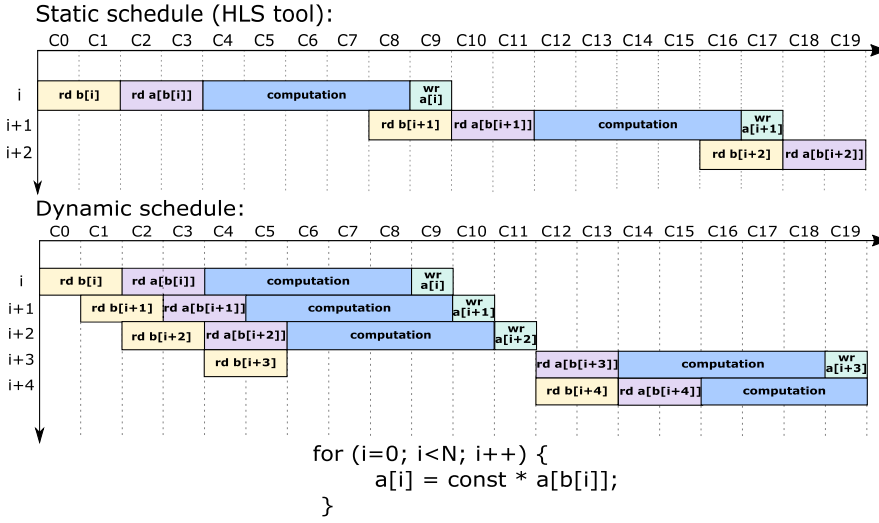 Static schedule (HLS tool):
C0 C1 C2 C3 C4 C5 C6 C7 C8 C9 C10 C11 C12 C13 C14 C15 C16 C17 C18 C19
i rd b[i] rd a[b[i]] computation wr a[i]
i+1 rd b[i+1] rd a[b[i+1]] computation wr a[i+1]
i+2 rd b[i+2] rd a[b[i+2]]
Dynamic schedule:
C0 C1 C2 C3 C4 C5 C6 C7 C8 C9 C10 C11 C12 C13 C14 C15 C16 C17 C18 C19
i rd b[i] rd a[b[i]] computation wr a[i]
i+1 rd b[i+1] rd a[b[i+1]] computation wr a[i+1]
i+2 rd b[i+2] rd a[b[i+2]] computation wr a[i+2]
i+3 rd b[i+3] rd a[b[i+3]] computation wr a[i+3]
i+4 rd b[i+4] rd a[b[i+4]] computation
for (i=0; i<N; i++) {
a[i] = const * a[b[i]];
}